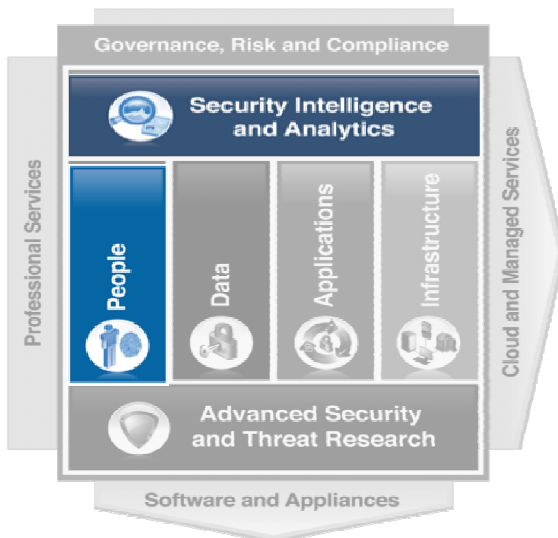 Governance, Risk and Compliance
Security Intelligence
and Analytics
Professional Services
People
Data
Applications
Infrastructure
Cloud and Managed Services
Advanced Security
and Threat Research
Software and Appliances